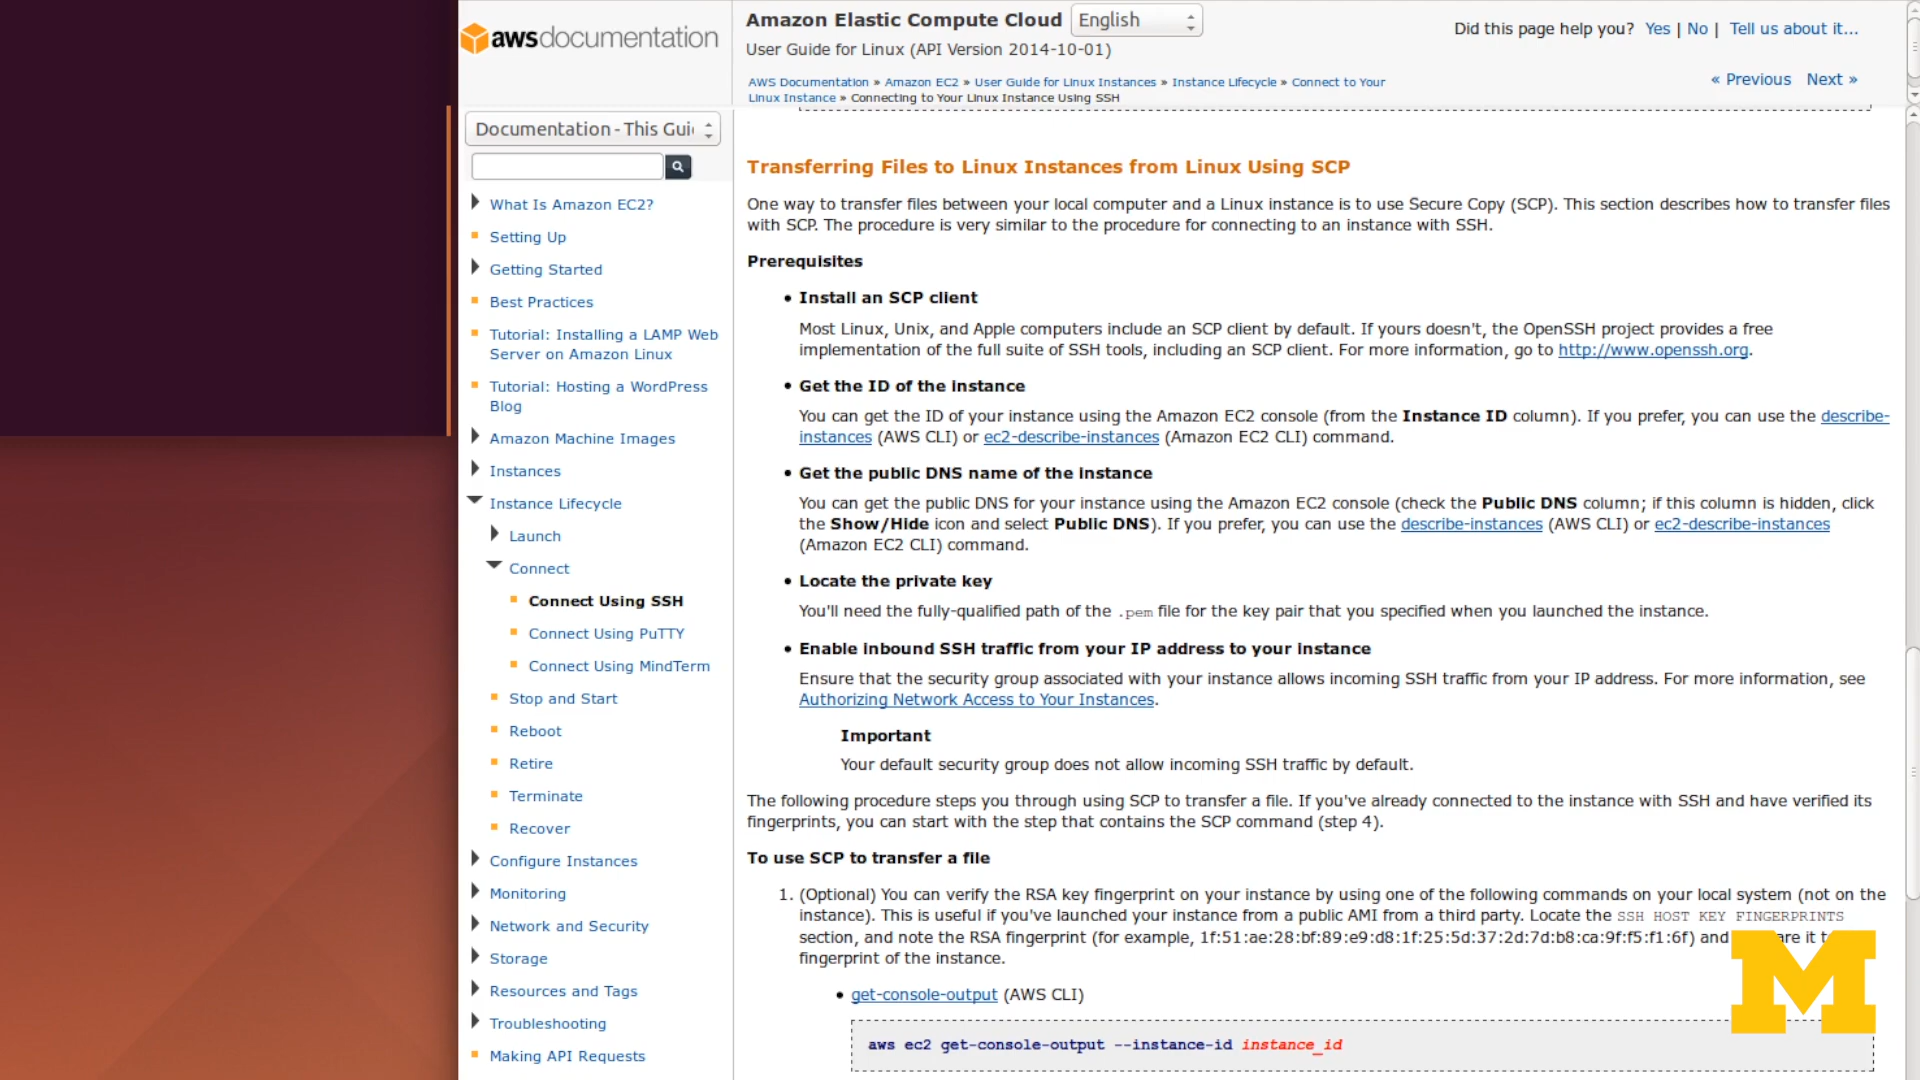 awsdocumentation
Amazon Elastic Compute Cloud English
User Guide for Linux (API Version 2014-10-01)
AWS Documentation » Amazon EC2 » User Guide for Linux Instances » Instance Lifecycle » Connect to Your
Linux Instance » Connecting to Your Linux Instance Using SSH
Did this page help you? Yes | No | Tell us about it...
« Previous Next »
Documentation - This Gui
What Is Amazon EC2?
Setting Up
Getting Started
Best Practices
Tutorial: Installing a LAMP Web
Server on Amazon Linux
Tutorial: Hosting a WordPress
Blog
Amazon Machine Images
Instances
Instance Lifecycle
Launch
Connect
Connect Using SSH
Connect Using PuTTY
Connect Using MindTerm
Stop and Start
Reboot
Retire
Terminate
Recover
Configure Instances
Monitoring
Network and Security
Storage
Resources and Tags
Troubleshooting
Making API Requests
Transferring Files to Linux Instances from Linux Using SCP
One way to transfer files between your local computer and a Linux instance is to use Secure Copy (SCP). This section describes how to transfer files
with SCP. The procedure is very similar to the procedure for connecting to an instance with SSH.
Prerequisites
• Install an SCP client
Most Linux, Unix, and Apple computers include an SCP client by default. If yours doesn't, the OpenSSH project provides a free
implementation of the full suite of SSH tools, including an SCP client. For more information, go to http://www.openssh.org.
• Get the ID of the instance
You can get the ID of your instance using the Amazon EC2 console (from the Instance ID column). If you prefer, you can use the describe-
instances (AWS CLI) or ec2-describe-instances (Amazon EC2 CLI) command.
• Get the public DNS name of the instance
You can get the public DNS for your instance using the Amazon EC2 console (check the Public DNS column; if this column is hidden, click
the Show/Hide icon and select Public DNS). If you prefer, you can use the describe-instances (AWS CLI) or ec2-describe-instances
(Amazon EC2 CLI) command.
• Locate the private key
You'll need the fully-qualified path of the .pem file for the key pair that you specified when you launched the instance.
• Enable inbound SSH traffic from your IP address to your instance
Ensure that the security group associated with your instance allows incoming SSH traffic from your IP address. For more information, see
Authorizing Network Access to Your Instances.
Important
Your default security group does not allow incoming SSH traffic by default.
The following procedure steps you through using SCP to transfer a file. If you've already connected to the instance with SSH and have verified its
fingerprints, you can start with the step that contains the SCP command (step 4).
To use SCP to transfer a file
1. (Optional) You can verify the RSA key fingerprint on your instance by using one of the following commands on your local system (not on the
instance). This is useful if you've launched your instance from a public AMI from a third party. Locate the SSH HOST KEY FINGERPRINTS
section, and note the RSA fingerprint (for example, 1f:51:ae:28:bf:89:e9:d8:1f:25:5d:37:2d:7d:b8:ca:9f:f5:f1:6f) and
fingerprint of the instance.
• get-console-output (AWS CLI)
aws ec2 get-console-output --instance-id instance_id
M